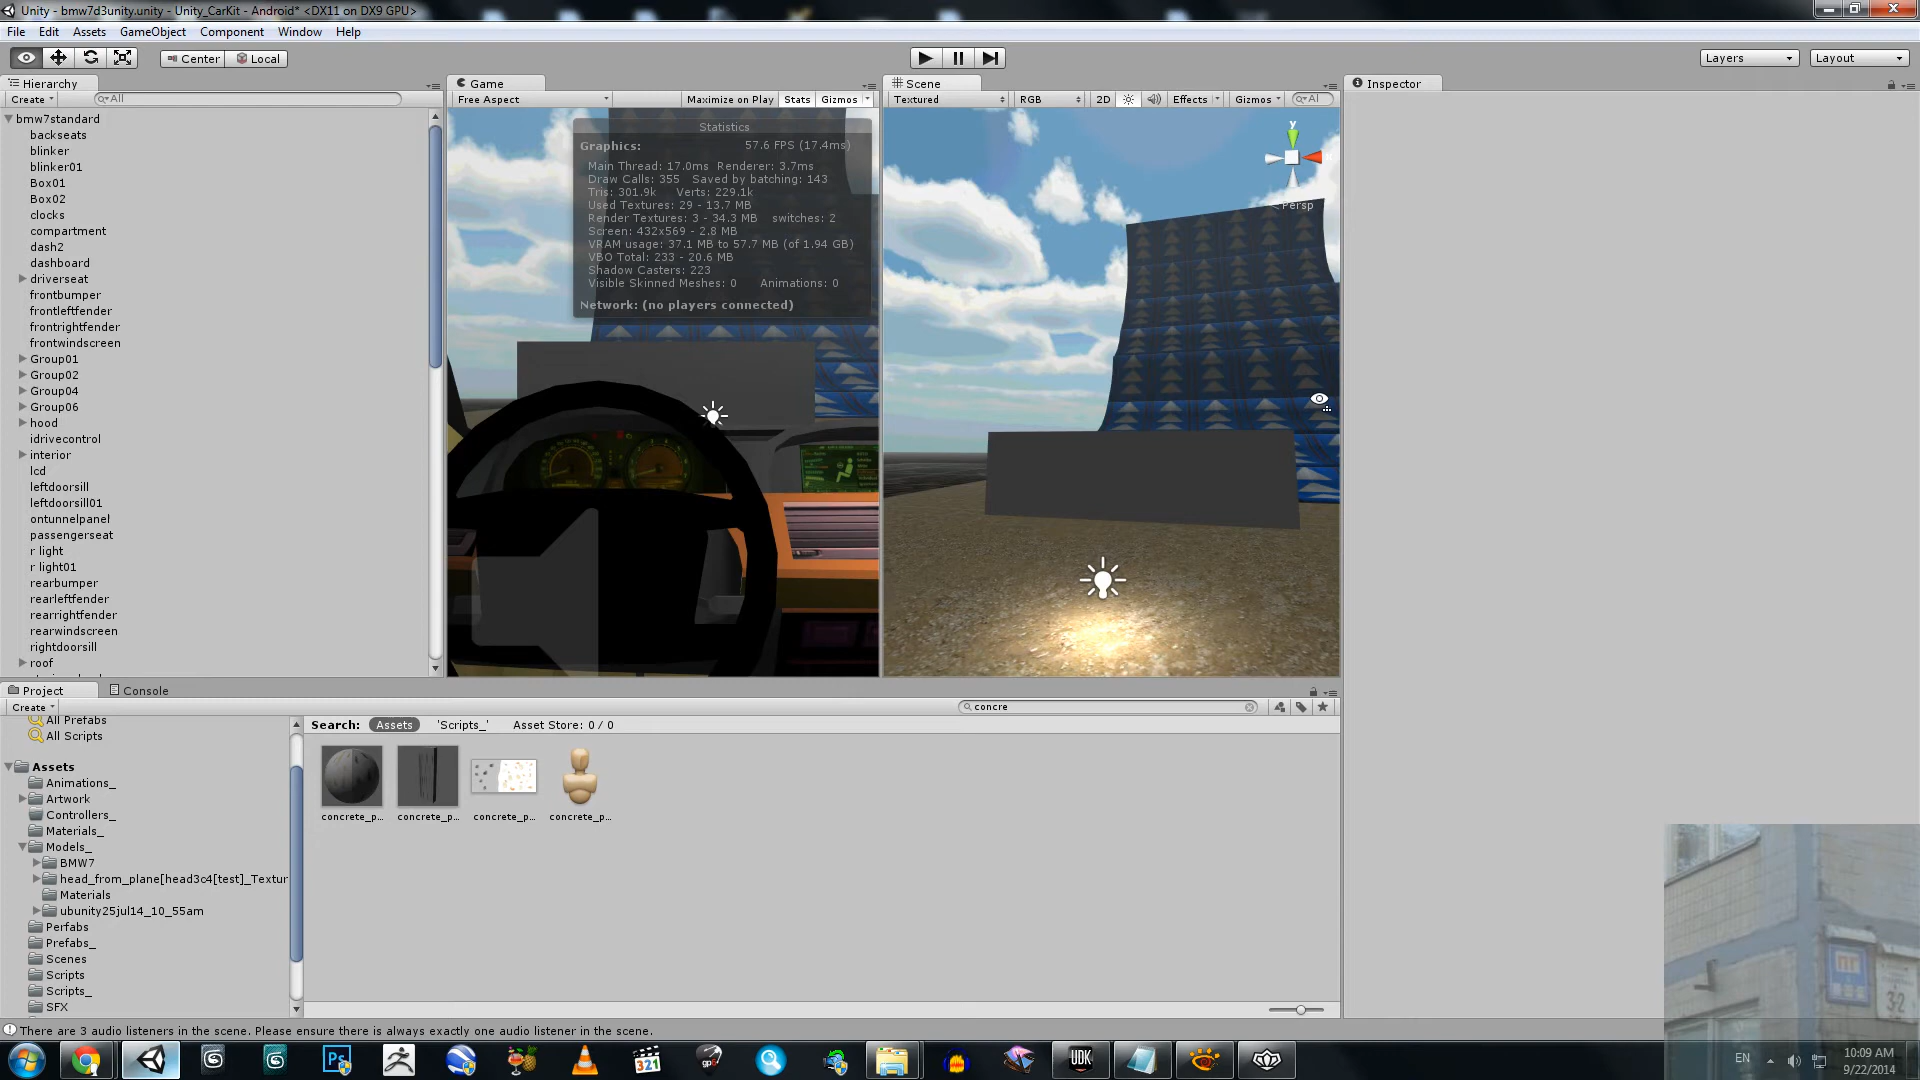 Unity - bmw7d3unity.unity - Unity_CarKit - Android* <DX11 on DX9 GPU>
File Edit Assets GameObject Component Window Help
Center Local Layers Layout
Hierarchy
Create All
bmw7standard
backseats
blinker
blinker01
Box01
Box02
clocks
compartment
dash2
dashboard
driverseat
frontbumper
frontleftfender
frontrightfender
frontwindscreen
Group01
Group02
Group04
Group06
hood
idrivecontrol
interior
lcd
leftdoorsill
leftdoorsill01
ontunnelpanel
passengerseat
r light
r light01
rearbumper
rearleftfender
rearrightfender
rearwindscreen
rightdoorsill
roof
Game
Free Aspect Maximize on Play Stats Gizmos
Statistics
Graphics: 57.6 FPS (17.4ms)
Main Thread: 17.0ms Renderer: 3.7ms
Draw Calls: 355 Saved by batching: 143
Tris: 301.9k Verts: 229.1k
Used Textures: 29 - 13.7 MB
Render Textures: 3 - 34.3 MB switches: 2
Screen: 432x569 - 2.8 MB
VRAM usage: 37.1 MB to 57.7 MB (of 1.94 GB)
VBO Total: 233 - 20.6 MB
Shadow Casters: 223
Visible Skinned Meshes: 0 Animations: 0
Network: (no players connected)
Scene
Textured RGB 2D Effects Gizmos Al
y
Persp
Inspector
Project Console
Create concre
All Prefabs
All Scripts
Assets
Animations_
Artwork
Controllers_
Materials_
Models_
BMW7
head_from_plane[head3c4[test]_Textur
Materials
ubunity25jul14_10_55am
Perfabs
Prefabs_
Scenes
Scripts
Scripts_
SFX
Search: Assets 'Scripts_' Asset Store: 0 / 0
concrete_p... concrete_p... concrete_p... concrete_p...
There are 3 audio listeners in the scene. Please ensure there is always exactly one audio listener in the scene.
Ps 321 UDK
EN 10:09 AM
9/22/2014
32